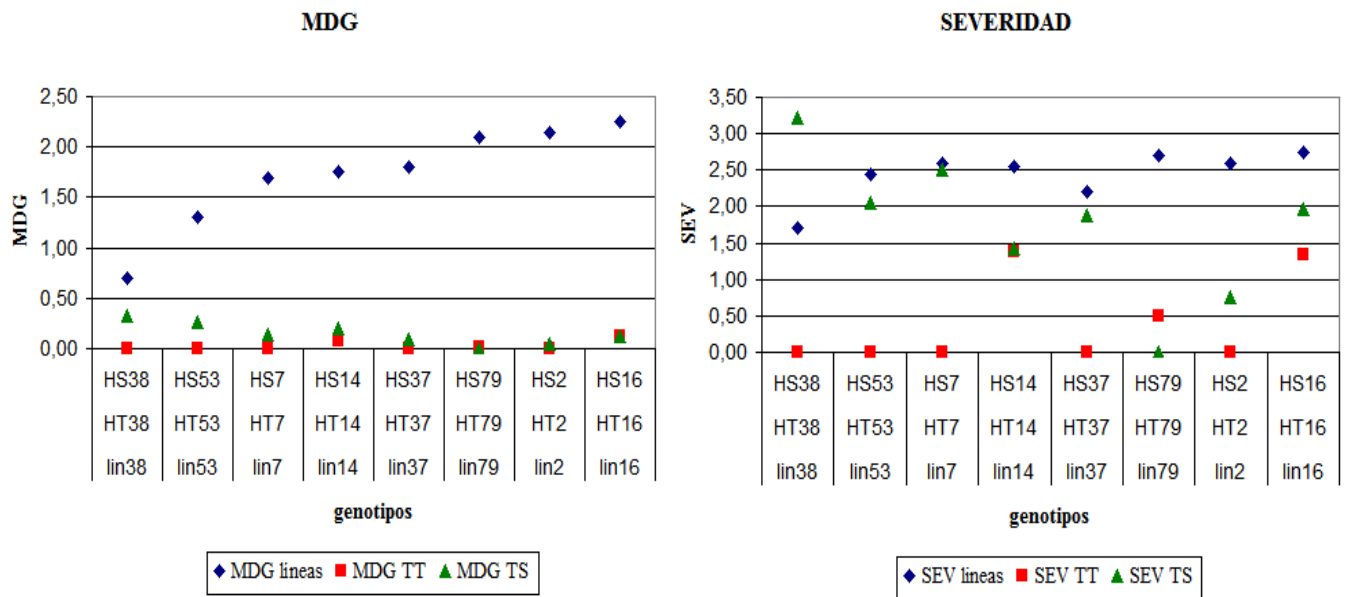 MDG
2,50
2,00
1,50
1,00
0,50
0,00
MDG
HS38 HS53 HS7 HS14 HS37 HS79 HS2 HS16
HT38 HT53 HT7 HT14 HT37 HT79 HT2 HT16
lin38 lin53 lin7 lin14 lin37 lin79 lin2 lin16
genotipos
MDG lineas MDG TT MDG TS
SEVERIDAD
3,50
3,00
2,50
2,00
1,50
1,00
0,50
0,00
SEV
HS38 HS53 HS7 HS14 HS37 HS79 HS2 HS16
HT38 HT53 HT7 HT14 HT37 HT79 HT2 HT16
lin38 lin53 lin7 lin14 lin37 lin79 lin2 lin16
genotipos
SEV lineas SEV TT SEV TS